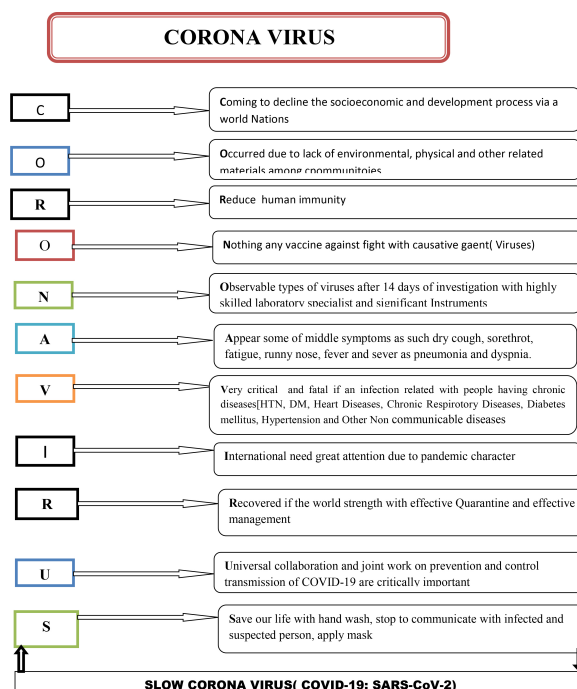 CORONA VIRUS
C
Coming to decline the socioeconomic and development process via a
world Nations
O
Occurred due to lack of environmental, physical and other related
materials among cpommunitoies
R
Reduce human immunity
O
Nothing any vaccine against fight with causative gaent( Viruses)
N
Observable types of viruses after 14 days of investigation with highly
skilled laboratory specialist and significant Instruments
A
Appear some of middle symptoms as such dry cough, sorethrot,
fatigue, runny nose, fever and sever as pneumonia and dyspnia.
V
Very critical and fatal if an infection related with people having chronic
diseases[HTN, DM, Heart Diseases, Chronic Respirotory Diseases, Diabetes
mellitus, Hypertension and Other Non communicable diseases
I
International need great attention due to pandemic character
R
Recovered if the world strength with effective Quarantine and effective
management
U
Universal collaboration and joint work on prevention and control
transmission of COVID-19 are critically important
S
Save our life with hand wash, stop to communicate with infected and
suspected person, apply mask
SLOW CORONA VIRUS( COVID-19: SARS-CoV-2)